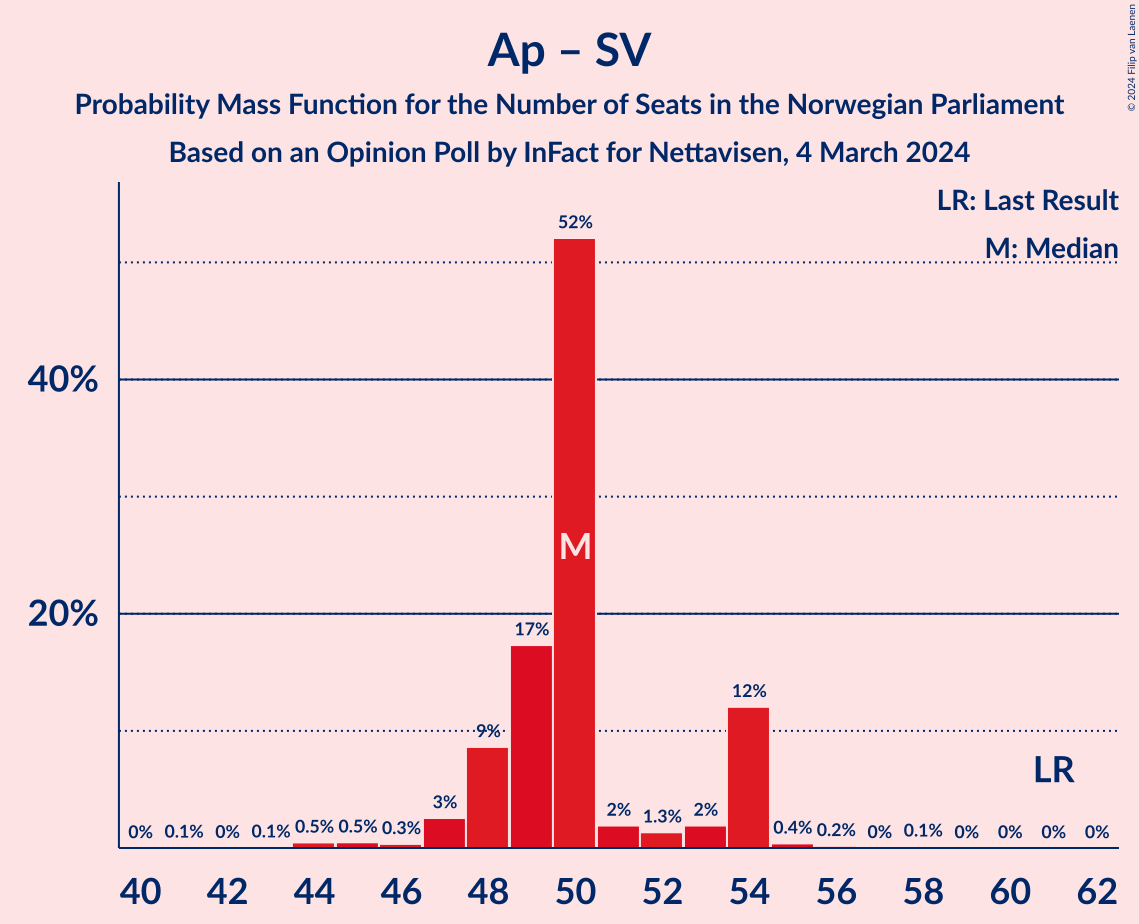 Ap – SV
Probability Mass Function for the Number of Seats in the Norwegian Parliament
Based on an Opinion Poll by InFact for Nettavisen, 4 March 2024
© 2024 Filip van Laenen
LR: Last Result
M: Median
40%
20%
0% 0.1% 0% 0.1% 0.5% 0.5% 0.3% 3% 9% 17% 52% 2% 1.3% 2% 12% 0.4% 0.2% 0% 0.1% 0% 0% 0% 0%
M
LR
40 42 44 46 48 50 52 54 56 58 60 62